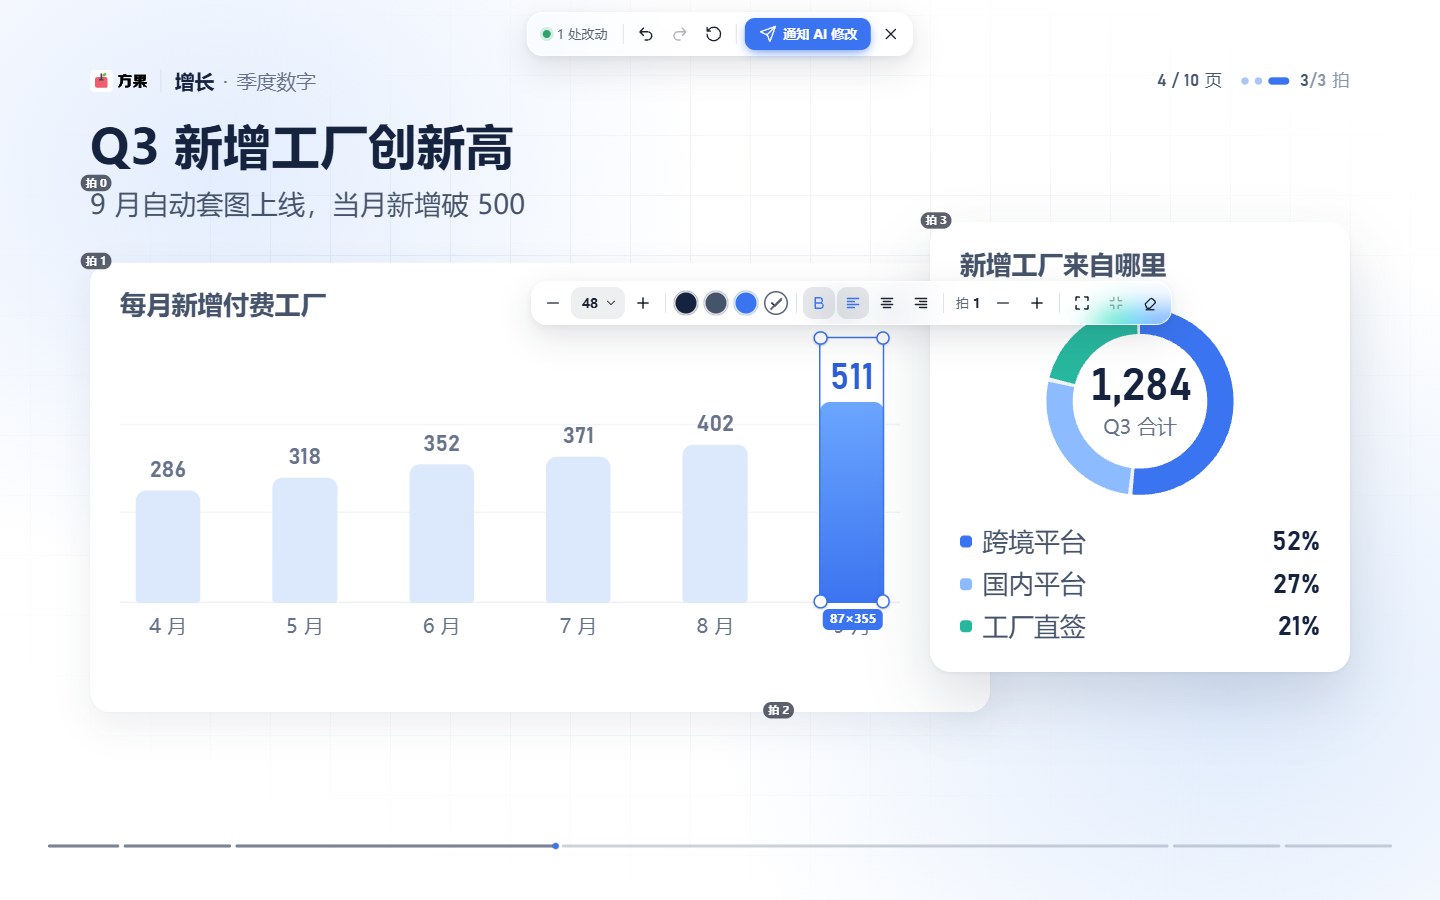 1 处改动
通知 AI 修改
方果
增长 · 季度数字
4 / 10 页
3/3 拍
Q3 新增工厂创新高
拍 0
9 月自动套图上线，当月新增破 500
拍 3
拍 1
新增工厂来自哪里
每月新增付费工厂
48
B
拍 1
511
1,284
Q3 合计
402
371
352
318
286
跨境平台 52%
国内平台 27%
工厂直签 21%
87×355
4 月
5 月
6 月
7 月
8 月
拍 2